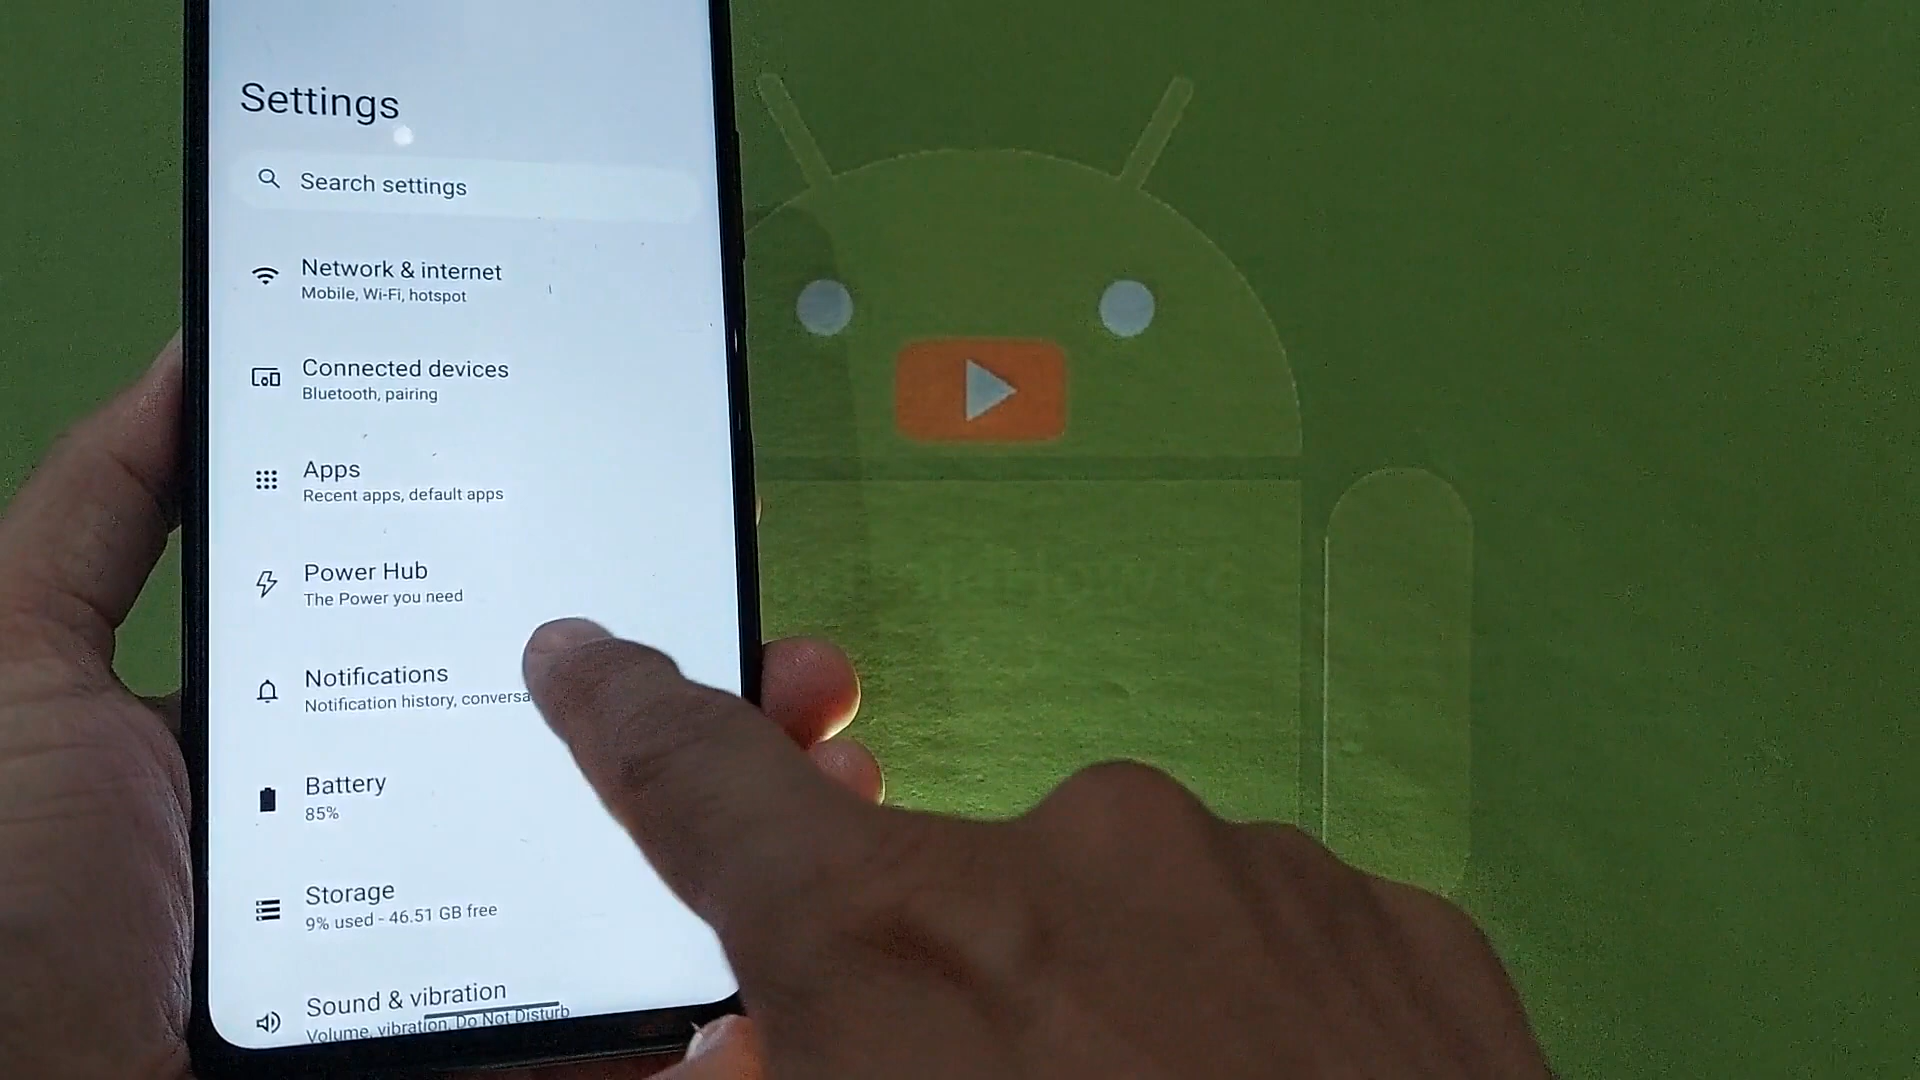 Settings
Search settings
Network & internet
Mobile, Wi-Fi, hotspot
Connected devices
Bluetooth, pairing
Apps
Recent apps, default apps
Power Hub
The Power you need
Notifications
Notification history, conversa
Battery
85%
Storage
9% used - 46.51 GB free
Sound & vibration
Volume, vibration, Do Not Disturb